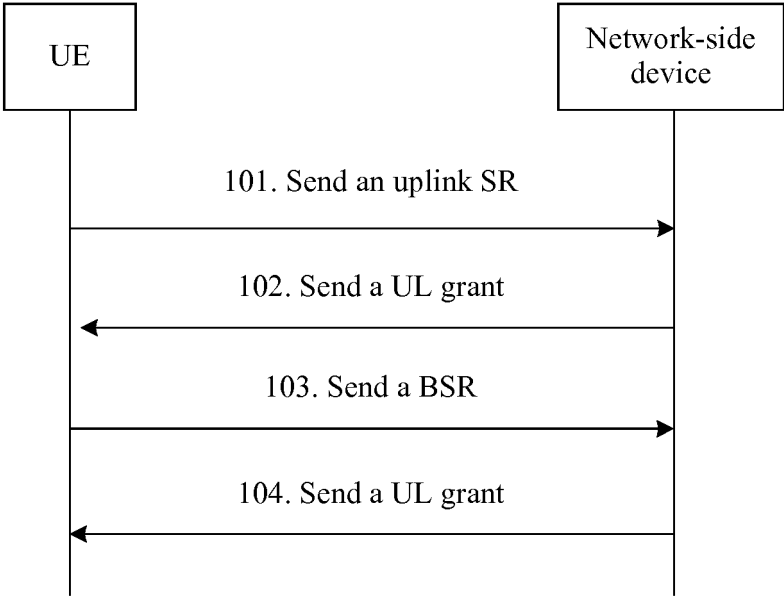 UE
Network-side
device
101. Send an uplink SR
102. Send a UL grant
103. Send a BSR
104. Send a UL grant